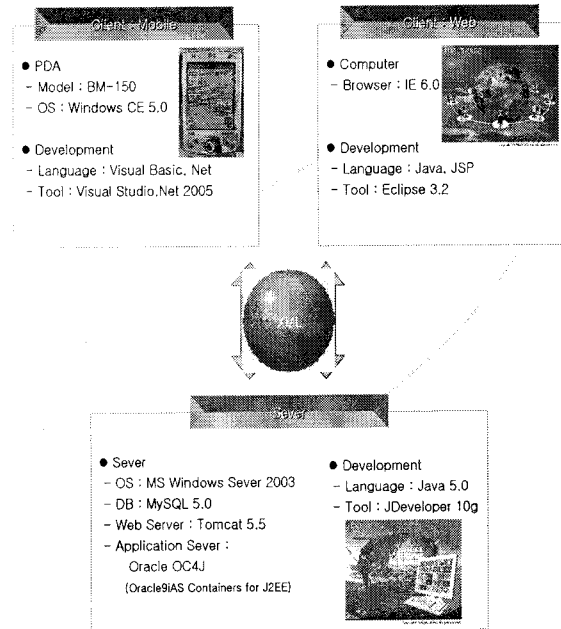 Client : Mobile
● PDA
- Model : BM-150
- OS : Windows CE 5.0
● Development
- Language : Visual Basic, Net
- Tool : Visual Studio.Net 2005
Client : Web
● Computer
- Browser : IE 6.0
● Development
- Language : Java, JSP
- Tool : Eclipse 3.2
XML
Sever
● Sever
- OS : MS Windows Sever 2003
- DB : MySQL 5.0
- Web Server : Tomcat 5.5
- Application Sever :
Oracle OC4J
(Oracle9iAS Containers for J2EE)
● Development
- Language : Java 5.0
- Tool : JDeveloper 10g